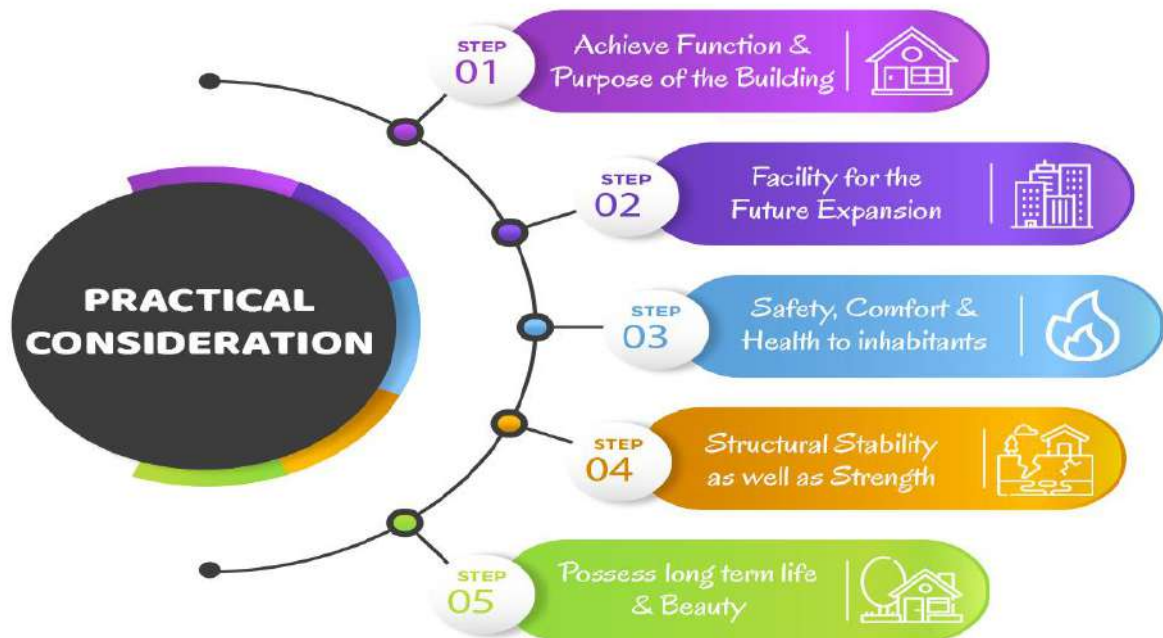 STEP
01
Achieve Function &
Purpose of the Building
STEP
02
Facility for the
Future Expansion
PRACTICAL
CONSIDERATION
STEP
03
Safety, Comfort &
Health to inhabitants
STEP
04
Structural Stability
as well as Strength
STEP
05
Possess long term life
& Beauty